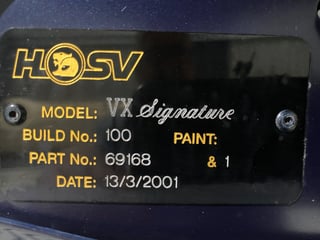 HSV
MODEL: VX Signature
BUILD No.: 100 PAINT:
PART No.: 69168 & 1
DATE: 13/3/2001